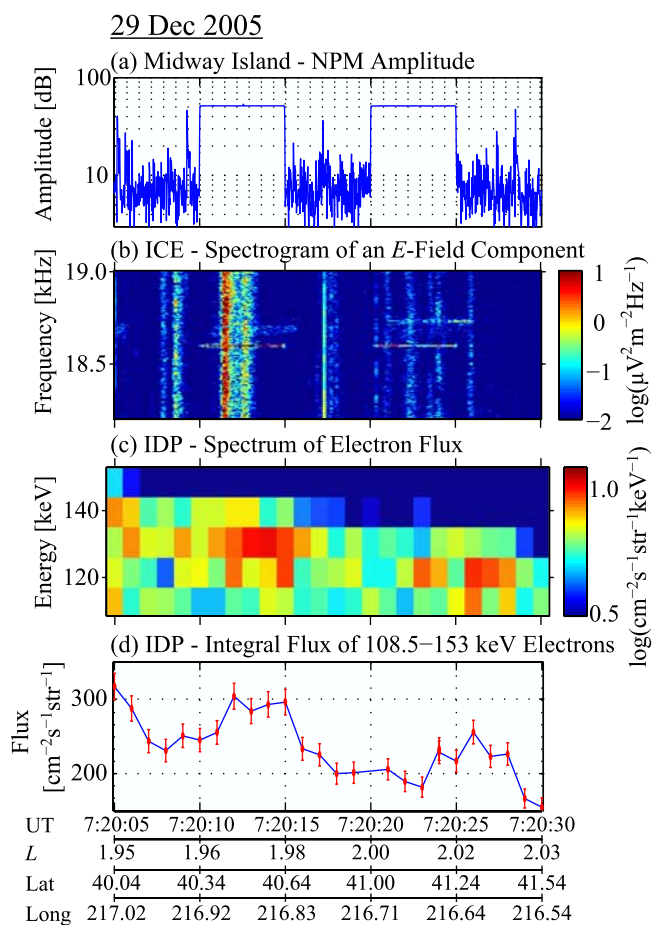 29 Dec 2005
(a) Midway Island - NPM Amplitude
Amplitude [dB]
100
10
(b) ICE - Spectrogram of an E-Field Component
Frequency [kHz]
19.0
18.5
1
0
−1
−2
log(μV²m⁻²Hz⁻¹)
(c) IDP - Spectrum of Electron Flux
Energy [keV]
140
120
1.0
0.5
log(cm⁻²s⁻¹str⁻¹keV⁻¹)
(d) IDP - Integral Flux of 108.5−153 keV Electrons
Flux
[cm⁻²s⁻¹str⁻¹]
300
200
UT 7:20:05 7:20:10 7:20:15 7:20:20 7:20:25 7:20:30
L 1.95 1.96 1.98 2.00 2.02 2.03
Lat 40.04 40.34 40.64 41.00 41.24 41.54
Long 217.02 216.92 216.83 216.71 216.64 216.54